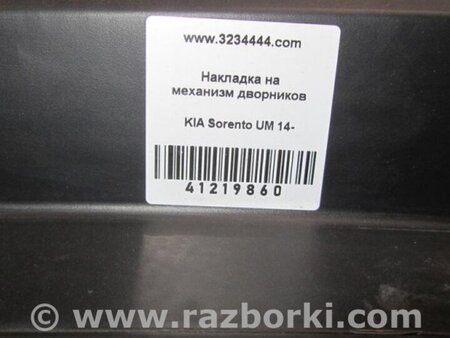 www.3234444.com
Накладка на
механизм дворников
KIA Sorento UM 14-
41219860
© www.razborki.com